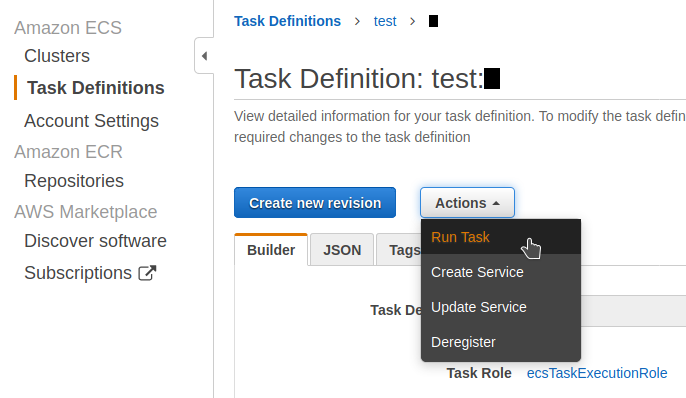 Amazon ECS
Clusters
Task Definitions
Account Settings
Amazon ECR
Repositories
AWS Marketplace
Discover software
Subscriptions
Task Definitions > test >
Task Definition: test:
View detailed information for your task definition. To modify the task defin
required changes to the task definition
Create new revision Actions
Run Task
Create Service
Update Service
Deregister
Builder JSON Tags
Task De
Task Role ecsTaskExecutionRole